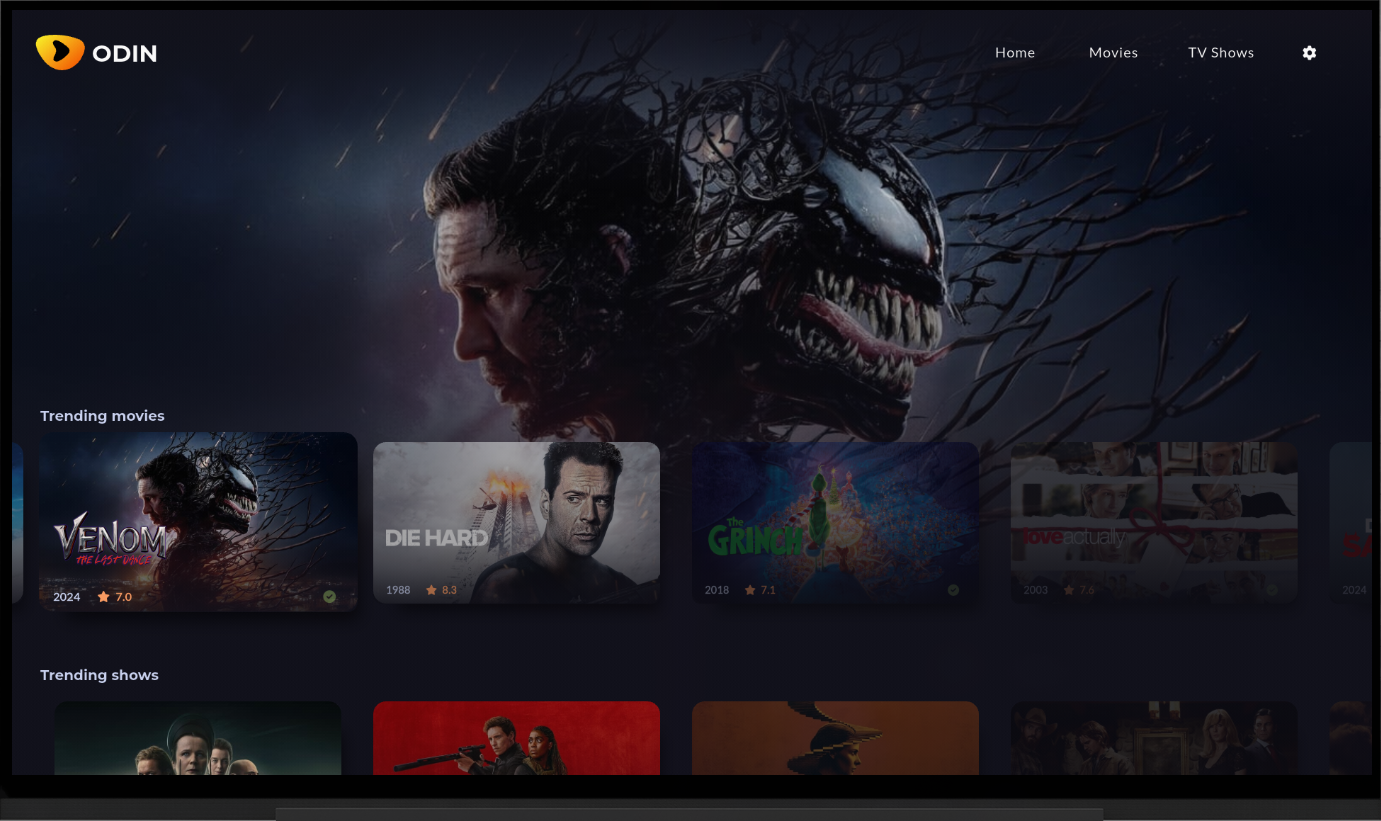 ODIN
Home Movies TV Shows
Trending movies
VENOM
THE LAST DANCE
2024 7.0
DIE HARD
1988 8.3
The
GRINCH
2018 7.1
love actually
2003 7.6
SA
2024
Trending shows